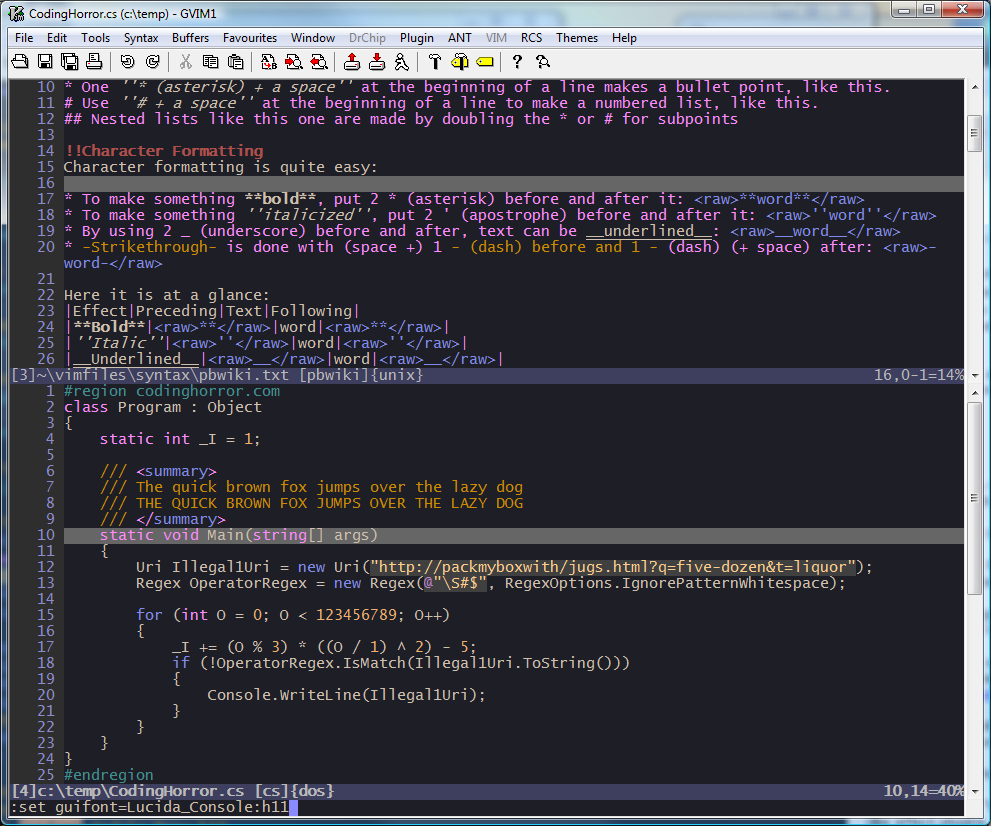 CodingHorror.cs (c:\temp) - GVIM1
File Edit Tools Syntax Buffers Favourites Window DrChip Plugin ANT VIM RCS Themes Help
10 * One ''* (asterisk) + a space'' at the beginning of a line makes a bullet point, like this.
11 # Use ''# + a space'' at the beginning of a line to make a numbered list, like this.
12 ## Nested lists like this one are made by doubling the * or # for subpoints
13
14 !!Character Formatting
15 Character formatting is quite easy:
16
17 * To make something **bold**, put 2 * (asterisk) before and after it: <raw>**word**</raw>
18 * To make something ''italicized'', put 2 ' (apostrophe) before and after it: <raw>''word''</raw>
19 * By using 2 _ (underscore) before and after, text can be __underlined__: <raw>__word__</raw>
20 * -Strikethrough- is done with (space +) 1 - (dash) before and 1 - (dash) (+ space) after: <raw>-
word-</raw>
21
22 Here it is at a glance:
23 |Effect|Preceding|Text|Following|
24 |**Bold**|<raw>**</raw>|word|<raw>**</raw>|
25 |''Italic''|<raw>''</raw>|word|<raw>''</raw>|
26 |__Underlined__|<raw>__</raw>|word|<raw>__</raw>|
[3]~\vimfiles\syntax\pbwiki.txt [pbwiki]{unix} 16,0-1=14%
1 #region codinghorror.com
2 class Program : Object
3 {
4     static int _I = 1;
5
6     /// <summary>
7     /// The quick brown fox jumps over the lazy dog
8     /// THE QUICK BROWN FOX JUMPS OVER THE LAZY DOG
9     /// </summary>
10     static void Main(string[] args)
11     {
12         Uri Illegal1Uri = new Uri("http://packmyboxwith/jugs.html?q=five-dozen&t=liquor");
13         Regex OperatorRegex = new Regex(@"\S#$", RegexOptions.IgnorePatternWhitespace);
14
15         for (int O = 0; O < 123456789; O++)
16         {
17             _I += (O % 3) * ((O / 1) ^ 2) - 5;
18             if (!OperatorRegex.IsMatch(Illegal1Uri.ToString()))
19             {
20                 Console.WriteLine(Illegal1Uri);
21             }
22         }
23     }
24 }
25 #endregion
[4]c:\temp\CodingHorror.cs [cs]{dos} 10,14=40%
:set guifont=Lucida_Console:h11